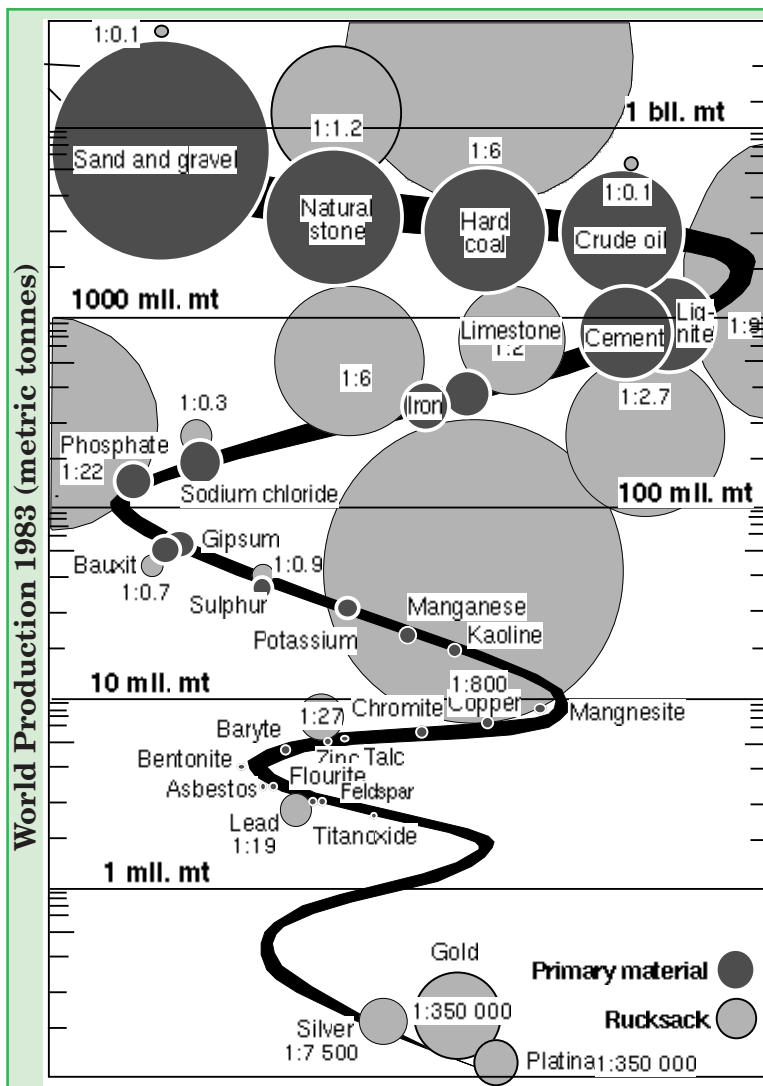 World Production 1983 (metric tonnes)
1:0.1
1 bll. mt
1:1.2
1:6
Sand and gravel
1:0.1
Natural
stone
Hard
coal
Crude oil
1000 mll. mt
Limestone
1:2
Cement
Lig-
nite
1:6
1:2.7
Iron
1:0.3
Phosphate
1:22
Sodium chloride
100 mll. mt
Gipsum
Bauxit
1:0.7
1:0.9
Sulphur
Potassium
Manganese
Kaoline
10 mll. mt
1:800
Copper
Chromite
Mangnesite
1:27
Baryte
Zinc
Talc
Bentonite
Flourite
Asbestos
Feldspar
Lead
1:19
Titanoxide
1 mll. mt
Gold
1:350 000
Primary material
Rucksack
Silver
1:7 500
Platina1:350 000